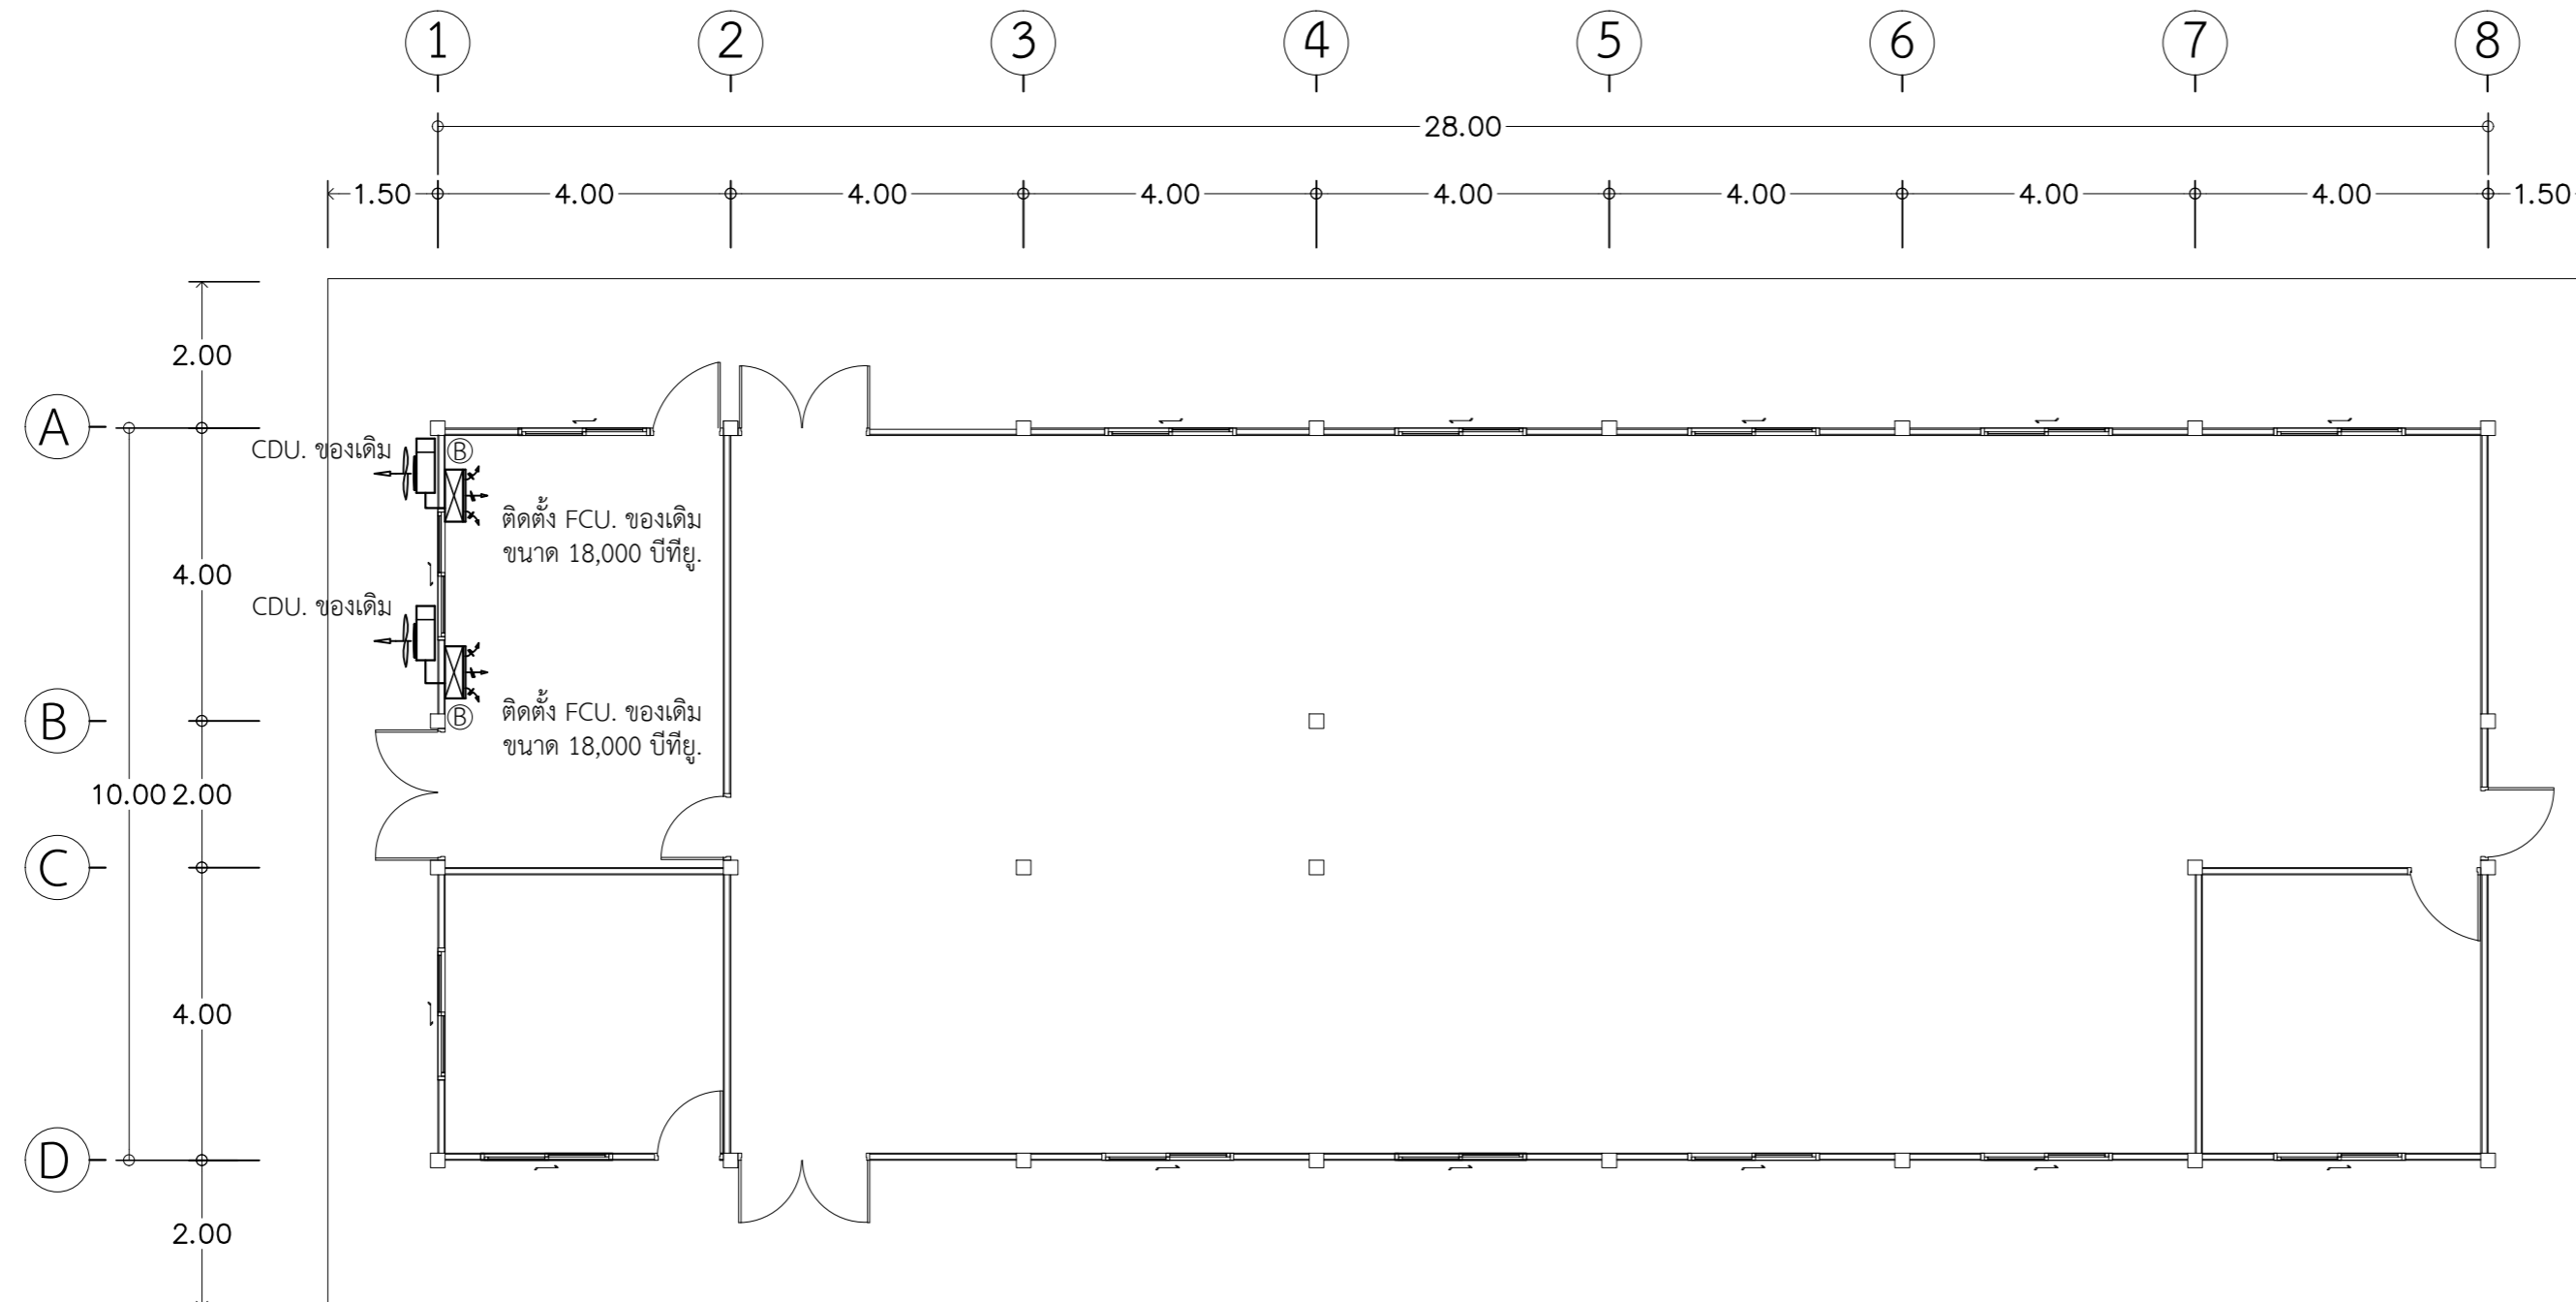 1 2 3 4 5 6 7 8
28.00
1.50 4.00 4.00 4.00 4.00 4.00 4.00 4.00 1.50
2.00
A
CDU. ของเดิม
B
ติดตั้ง FCU. ของเดิม
ขนาด 18,000 บีทียู.
4.00
CDU. ของเดิม
B
B
ติดตั้ง FCU. ของเดิม
ขนาด 18,000 บีทียู.
10.00 2.00
C
4.00
D
2.00